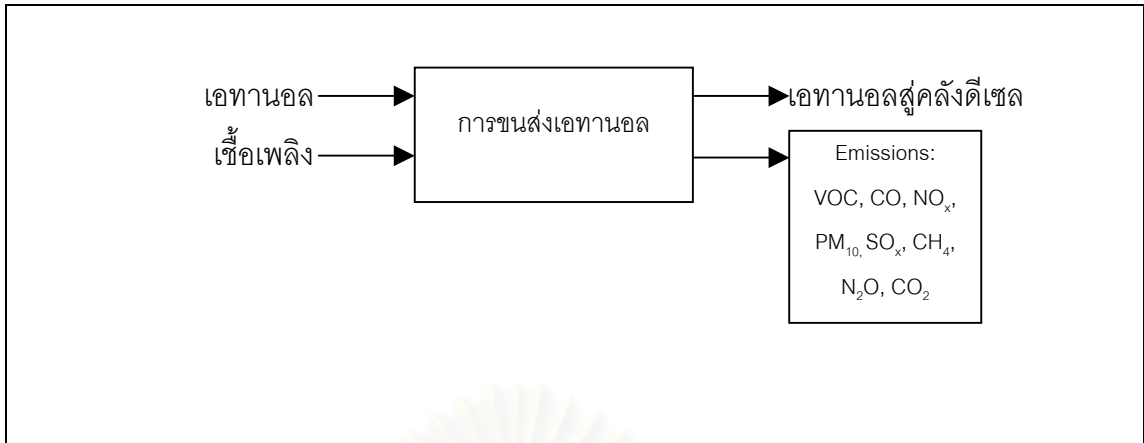 เอทานอล
เชื้อเพลิง
การขนส่งเอทานอล
เอทานอลสู่คลังดีเซล
Emissions:
VOC, CO, NOₓ,
PM₁₀, SOₓ, CH₄,
N₂O, CO₂